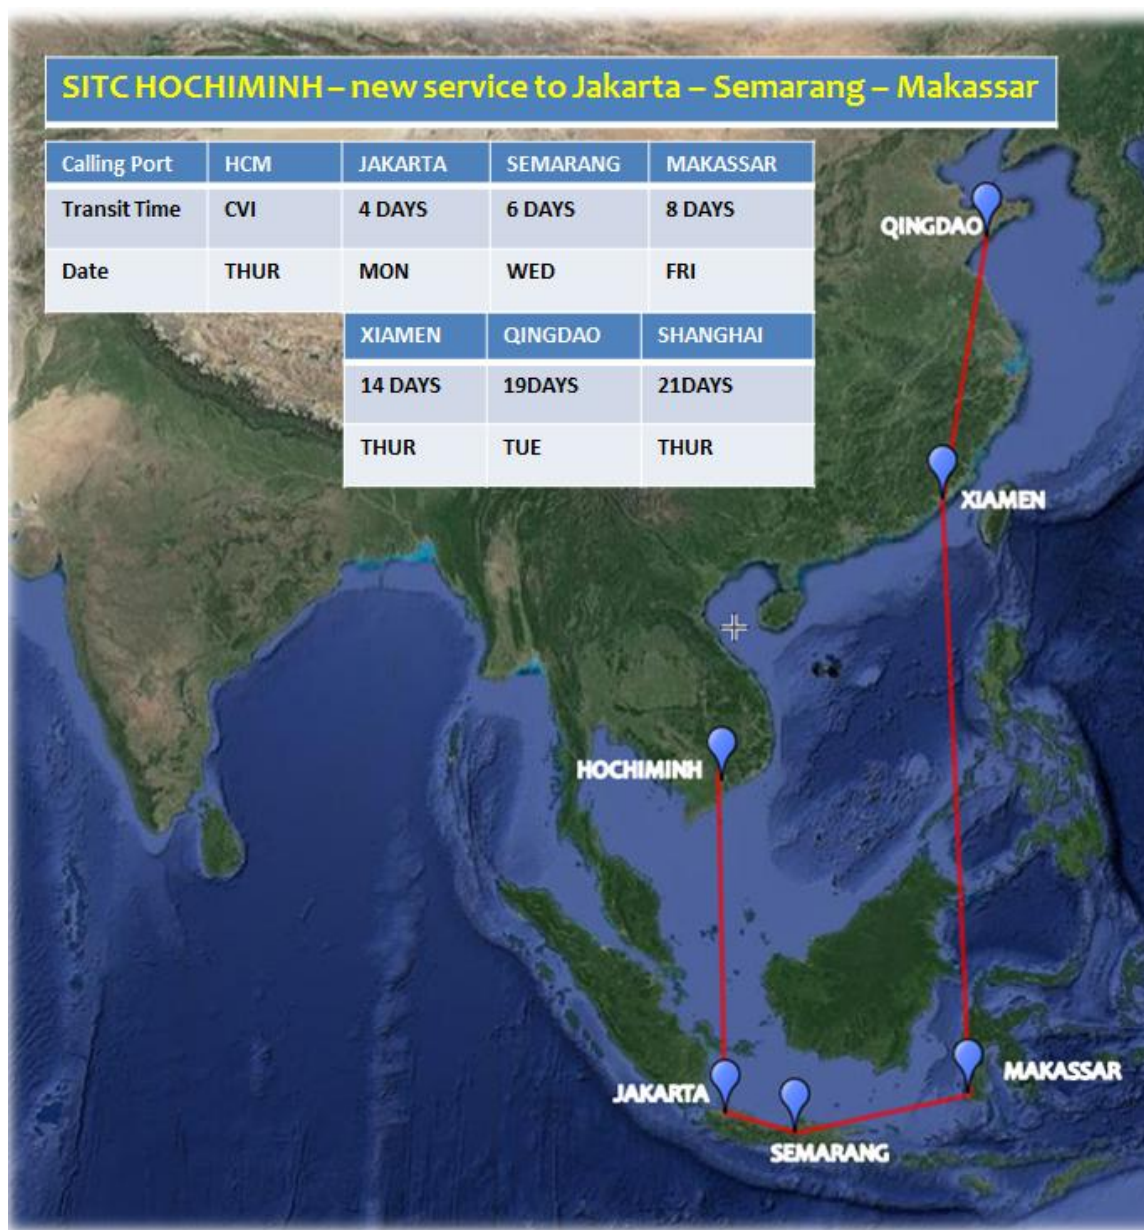 SITC HOCHIMINH – new service to Jakarta – Semarang – Makassar
Calling Port HCM JAKARTA SEMARANG MAKASSAR
Transit Time CVI 4 DAYS 6 DAYS 8 DAYS
Date THUR MON WED FRI
XIAMEN QINGDAO SHANGHAI
14 DAYS 19DAYS 21DAYS
THUR TUE THUR
QINGDAO
XIAMEN
HOCHIMINH
MAKASSAR
JAKARTA
SEMARANG